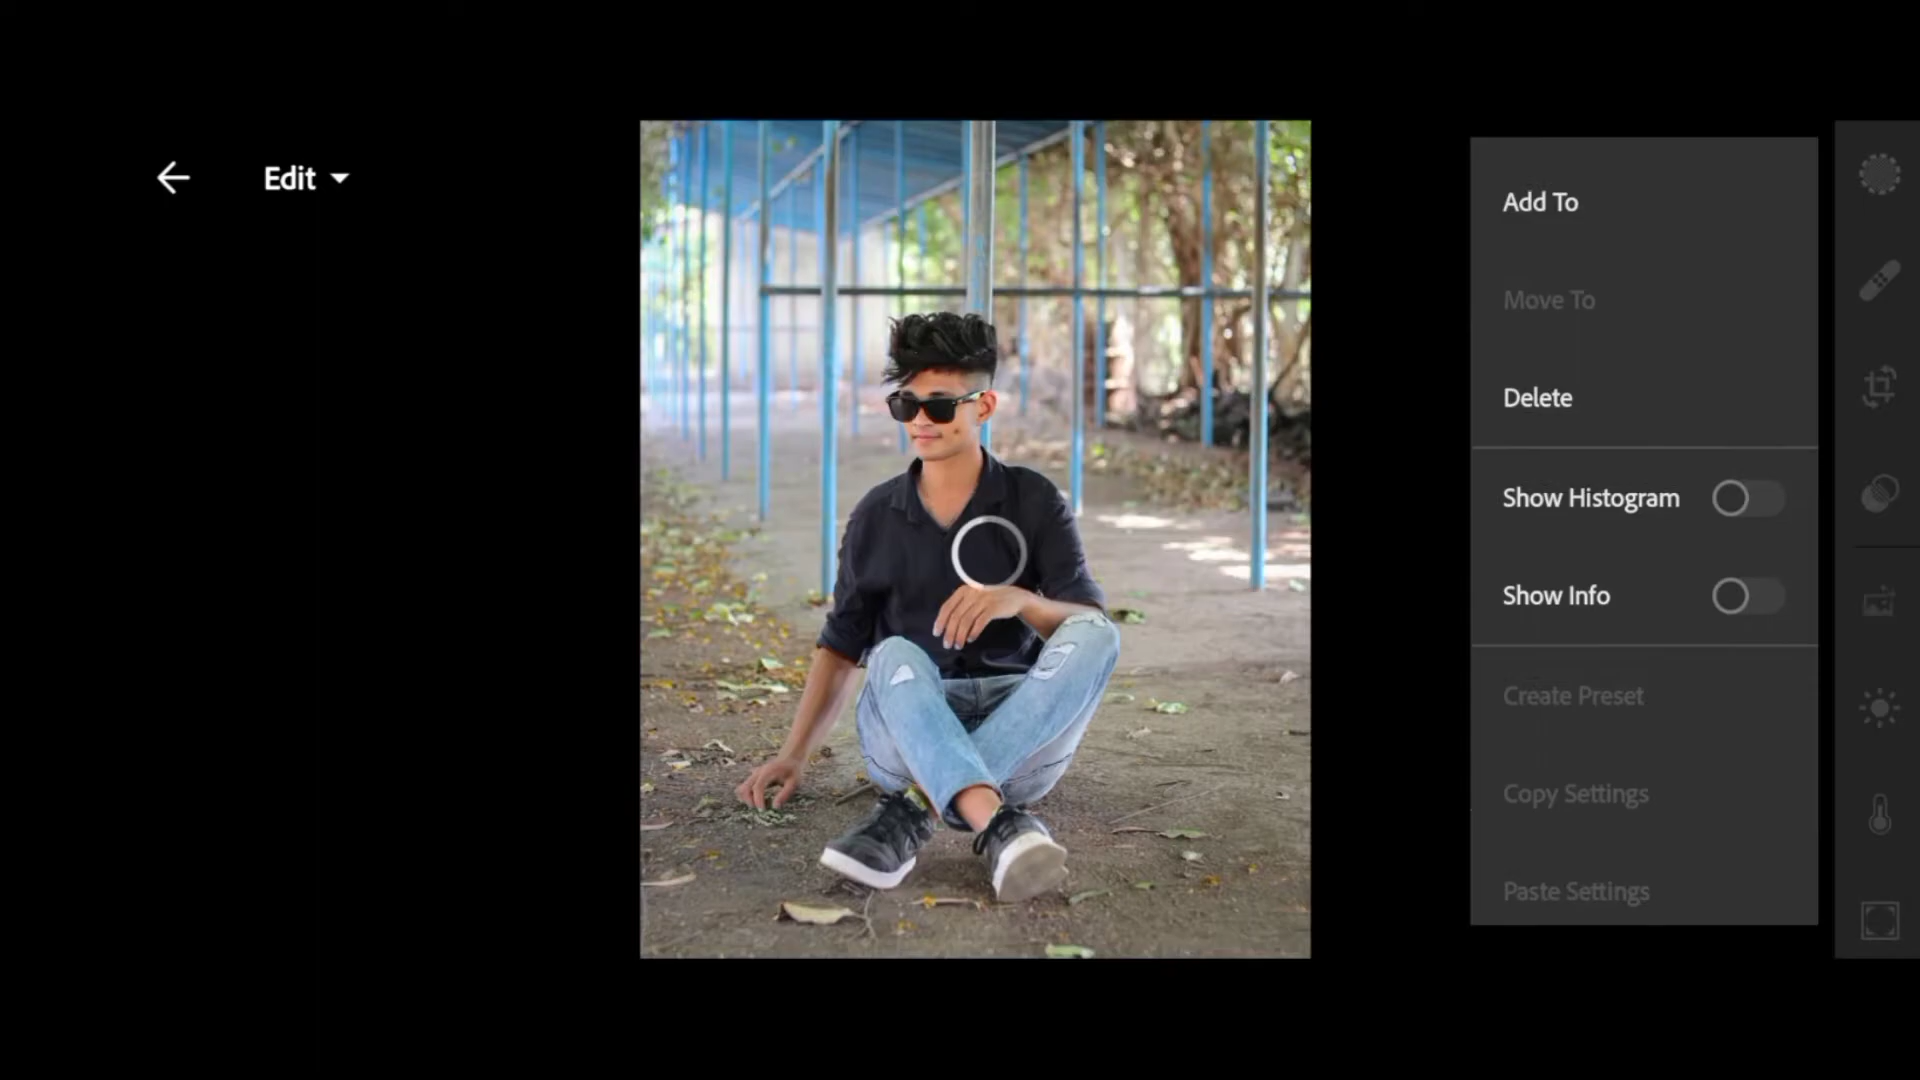 Edit
Add To
Move To
Delete
Show Histogram
Show Info
Create Preset
Copy Settings
Paste Settings